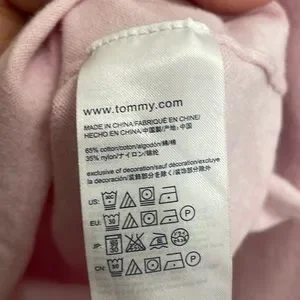 www.tommy.com
MADE IN CHINA/FABRIQUÉ EN CHINE/
HECHO EN CHINA/中国製/产地: 中国
65% cotton/coton/algodón/綿/棉
35% nylon/ナイロン/锦纶
exclusive of decoration/sauf décoration/excluye
US:
EU:
P
JP:
CN:
P